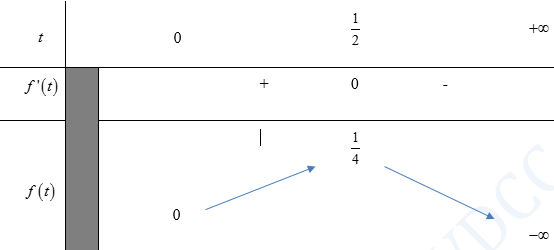 t 0 1/2 +∞
f'(t) + 0 -
| 1/4
f(t) 0 -∞